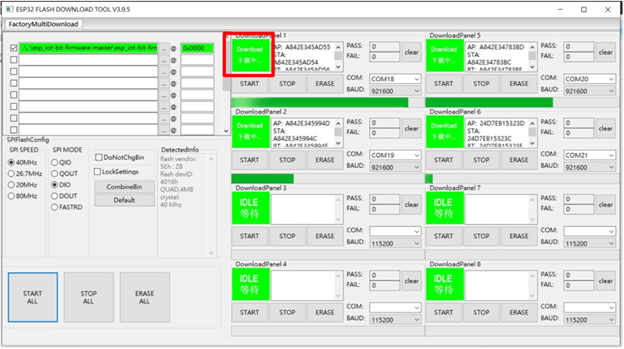 ESP32 FLASH DOWNLOAD TOOL V3.9.5
FactoryMultiDownload
..\..\esp_iot-bit-firmware-master\esp_iot-bit-firn ... @ 0x0000
... @
... @
... @
... @
... @
... @
SPIFlashConfig
SPI SPEED
40MHz
26.7MHz
20MHz
80MHz
SPI MODE
QIO
QOUT
DIO
DOUT
FASTRD
DoNotChgBin
LockSettings
CombineBin
Default
DetectedInfo
flash vendor:
5Eh : ZB
flash devID:
4016h
QUAD;4MB
crystal:
40 Mhz
START
ALL
STOP
ALL
ERASE
ALL
Panel 1
Download
下载中..
AP: A842E345AD55
STA:
A842E345AD54
PASS: 0
FAIL: 0
clear
START STOP ERASE
COM: COM18
BAUD: 921600
DownloadPanel 2
Download
下载中..
AP: A842E345994D
STA:
A842E345994C
PASS: 0
FAIL: 0
clear
START STOP ERASE
COM: COM19
BAUD: 921600
DownloadPanel 3
IDLE
等待
PASS: 0
FAIL: 0
clear
START STOP ERASE
COM:
BAUD: 115200
DownloadPanel 4
IDLE
等待
PASS: 0
FAIL: 0
clear
START STOP ERASE
COM:
BAUD: 115200
DownloadPanel 5
Download
下载中..
AP: A842E34783BD
STA:
A842E34783BC
PASS: 0
FAIL: 0
clear
START STOP ERASE
COM: COM20
BAUD: 921600
DownloadPanel 6
Download
下载中..
AP: 24D7EB15323D
STA:
24D7EB15323C
PASS: 0
FAIL: 0
clear
START STOP ERASE
COM: COM21
BAUD: 921600
DownloadPanel 7
IDLE
等待
PASS: 0
FAIL: 0
clear
START STOP ERASE
COM:
BAUD: 115200
DownloadPanel 8
IDLE
等待
PASS: 0
FAIL: 0
clear
START STOP ERASE
COM:
BAUD: 115200